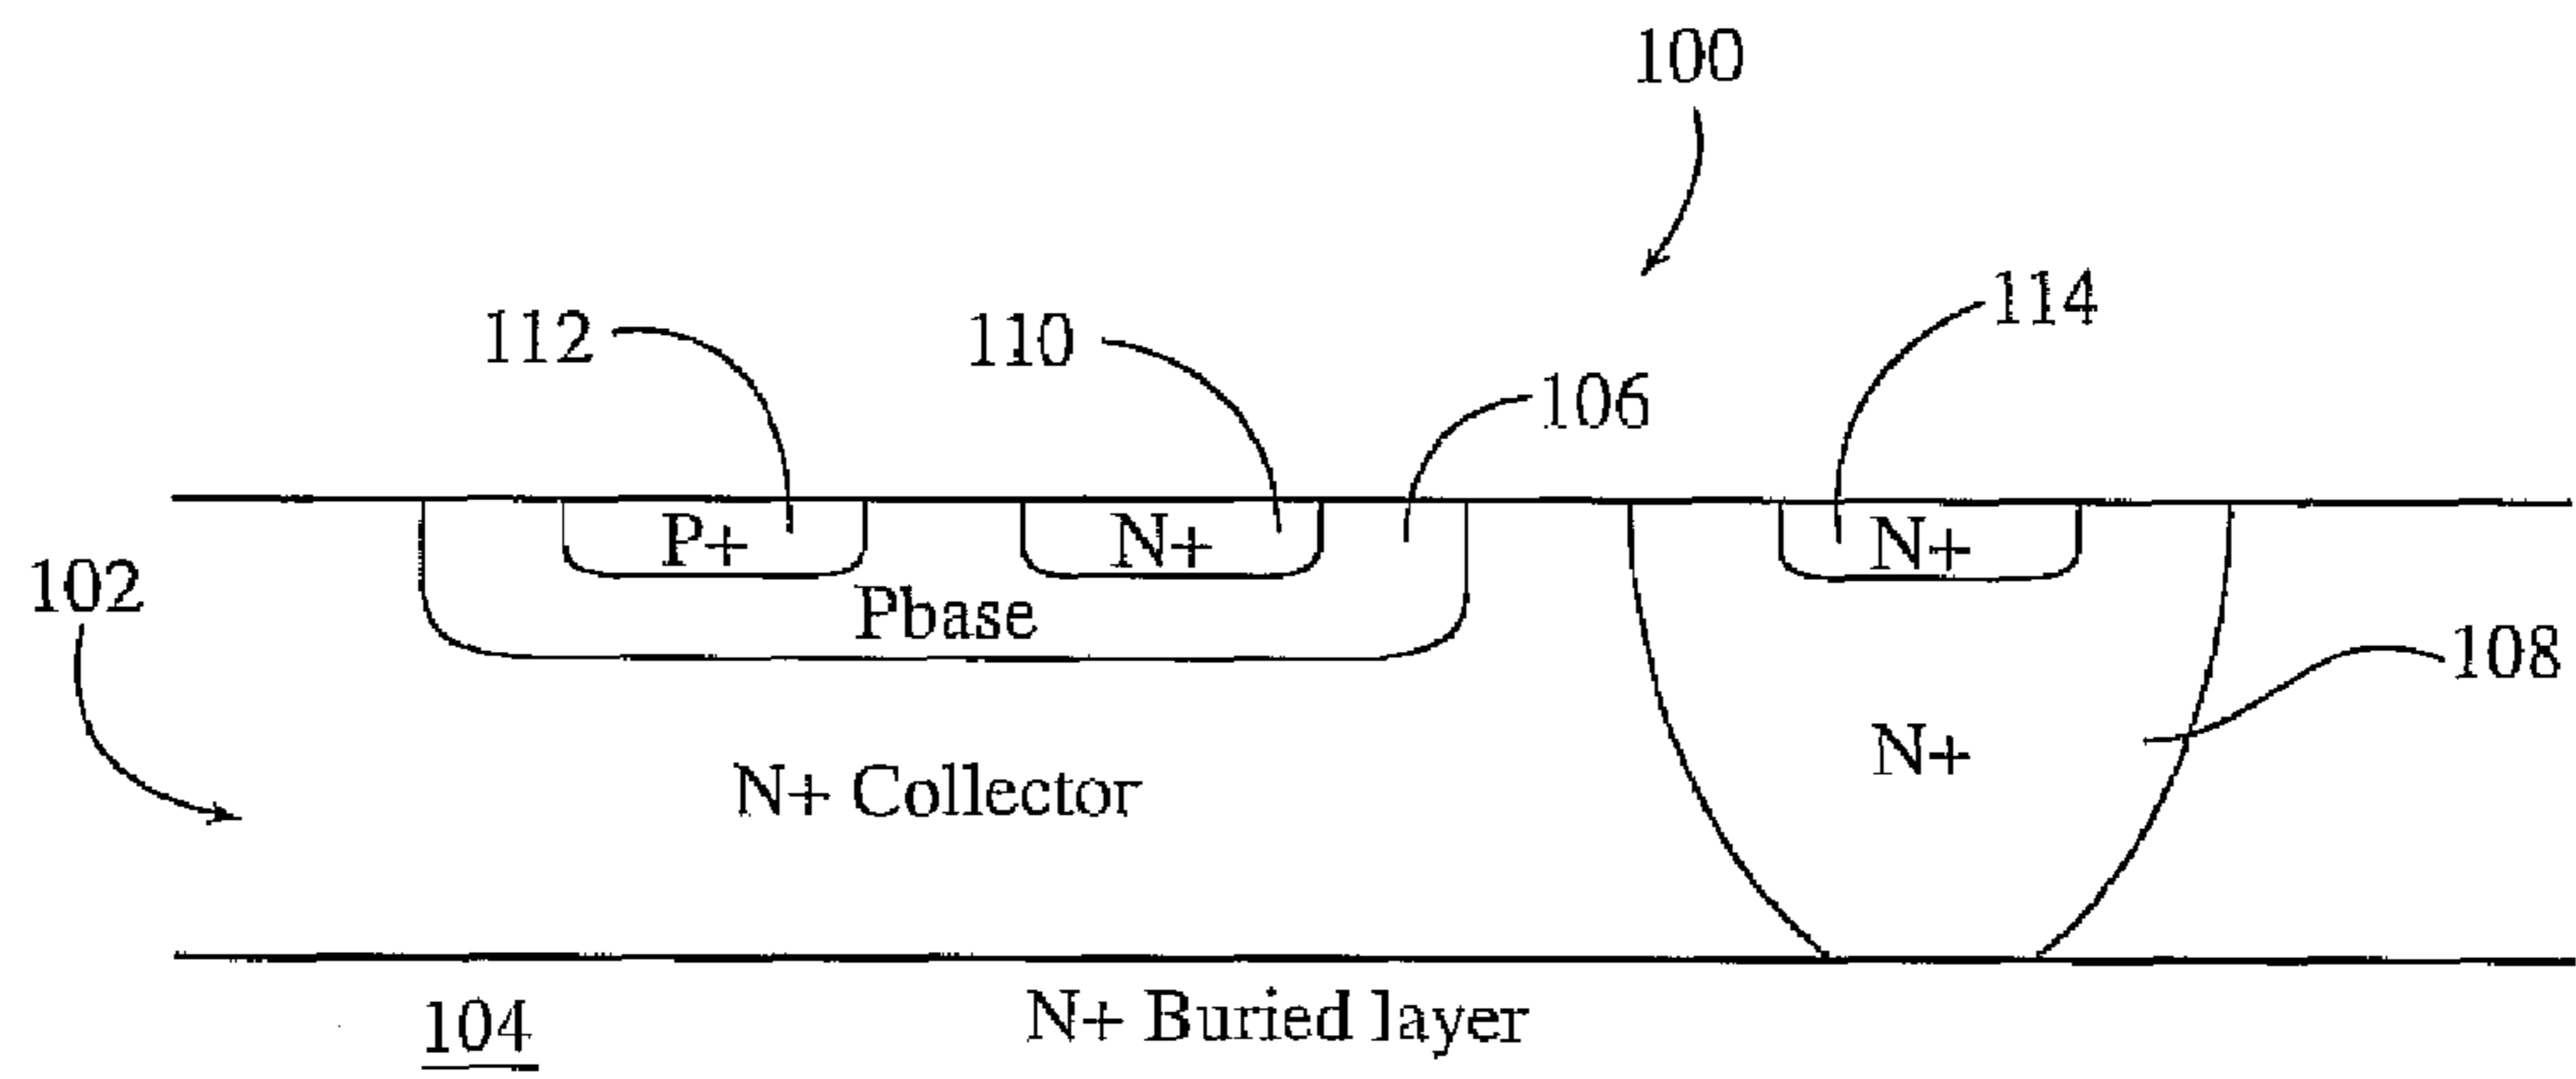 100
114
112
110
106
P+
N+
N+
102
Pbase
108
N+
N+ Collector
104
N+ Buried layer